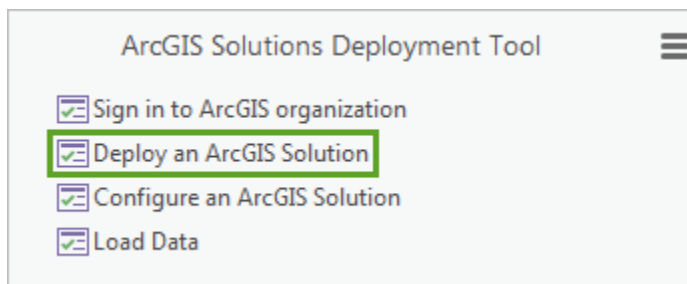 ArcGIS Solutions Deployment Tool
Sign in to ArcGIS organization
Deploy an ArcGIS Solution
Configure an ArcGIS Solution
Load Data